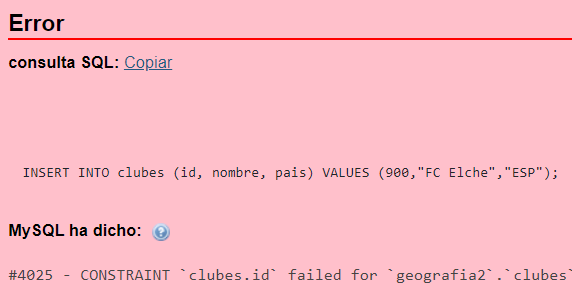 Error
consulta SQL: Copiar
INSERT INTO clubes (id, nombre, pais) VALUES (900,"FC Elche","ESP");
MySQL ha dicho:
#4025 - CONSTRAINT `clubes.id` failed for `geografia2`.`clubes`